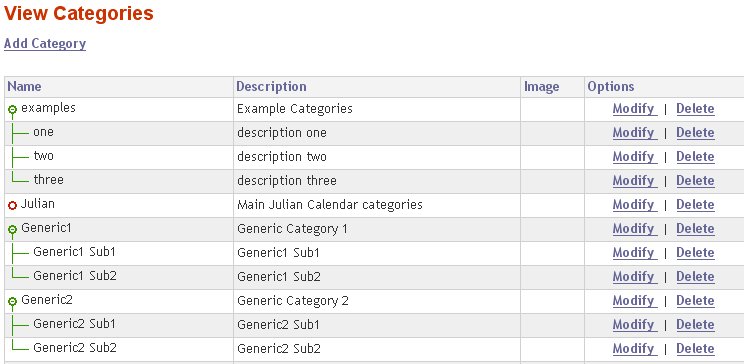 View Categories
Add Category
Name Description Image Options
examples Example Categories Modify | Delete
one description one Modify | Delete
two description two Modify | Delete
three description three Modify | Delete
Julian Main Julian Calendar categories Modify | Delete
Generic1 Generic Category 1 Modify | Delete
Generic1 Sub1 Generic1 Sub1 Modify | Delete
Generic1 Sub2 Generic1 Sub2 Modify | Delete
Generic2 Generic Category 2 Modify | Delete
Generic2 Sub1 Generic2 Sub1 Modify | Delete
Generic2 Sub2 Generic2 Sub2 Modify | Delete